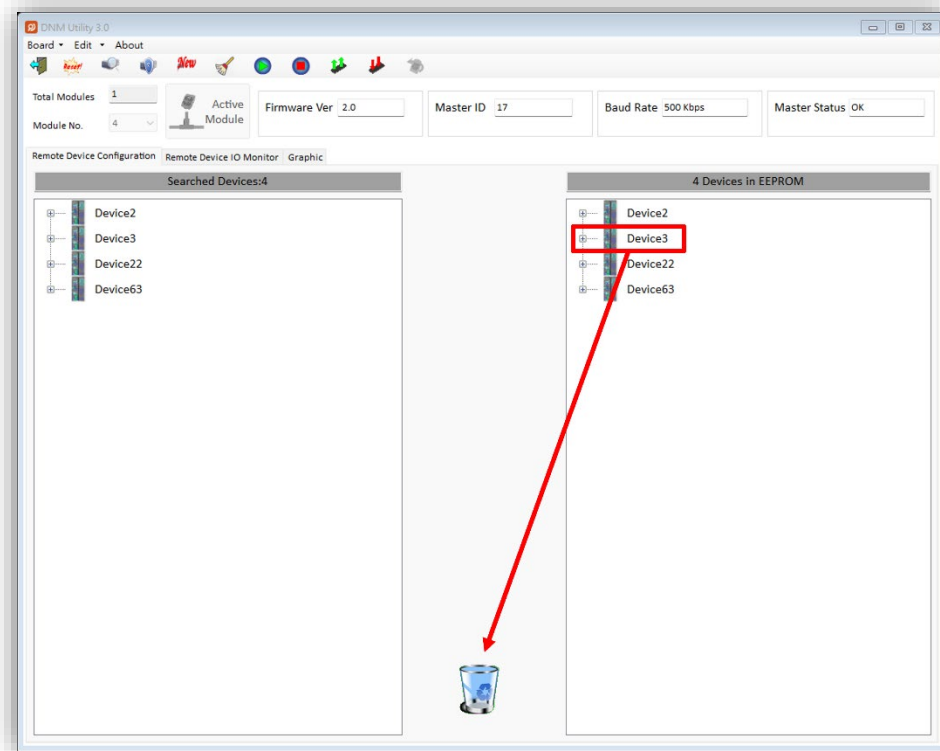 DNM Utility 3.0
Board Edit About
Reset! New
Total Modules 1
Module No. 4
Active Module
Firmware Ver 2.0
Master ID 17
Baud Rate 500 Kbps
Master Status OK
Remote Device Configuration Remote Device IO Monitor Graphic
Searched Devices:4
Device2
Device3
Device22
Device63
4 Devices in EEPROM
Device2
Device3
Device22
Device63